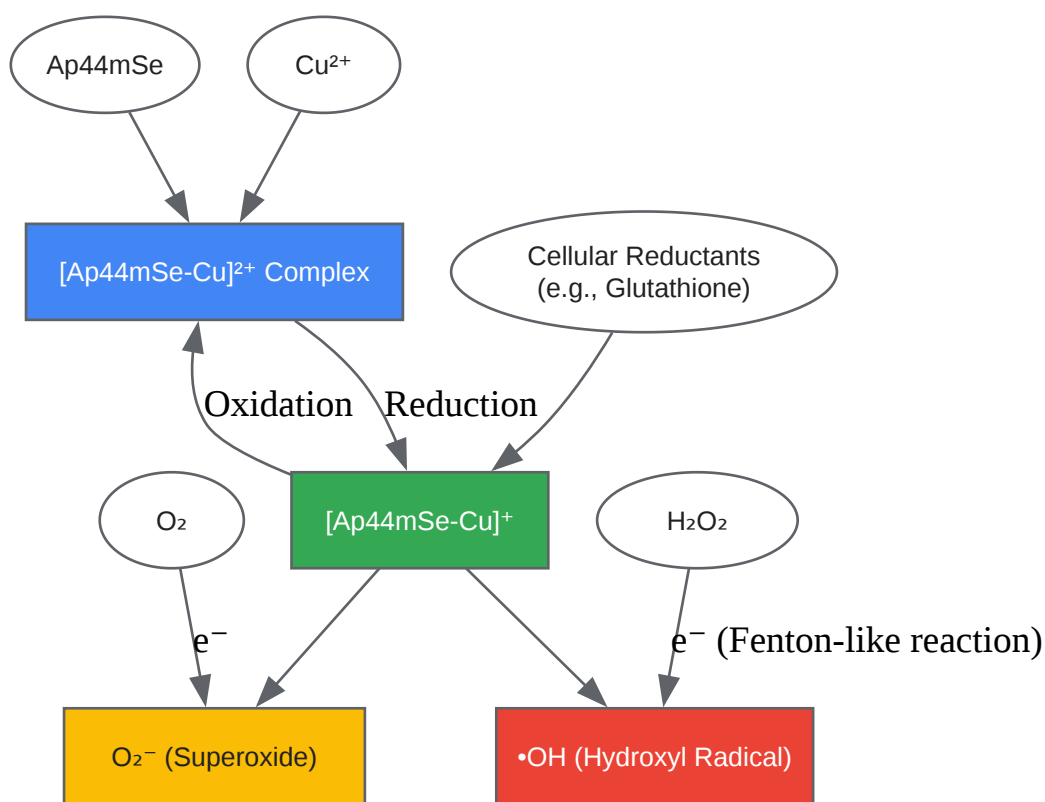 Ap44mSe
Cu²⁺
[Ap44mSe-Cu]²⁺ Complex
Cellular Reductants
(e.g., Glutathione)
Oxidation
Reduction
O₂
[Ap44mSe-Cu]⁺
H₂O₂
e⁻
e⁻ (Fenton-like reaction)
O₂⁻ (Superoxide)
•OH (Hydroxyl Radical)